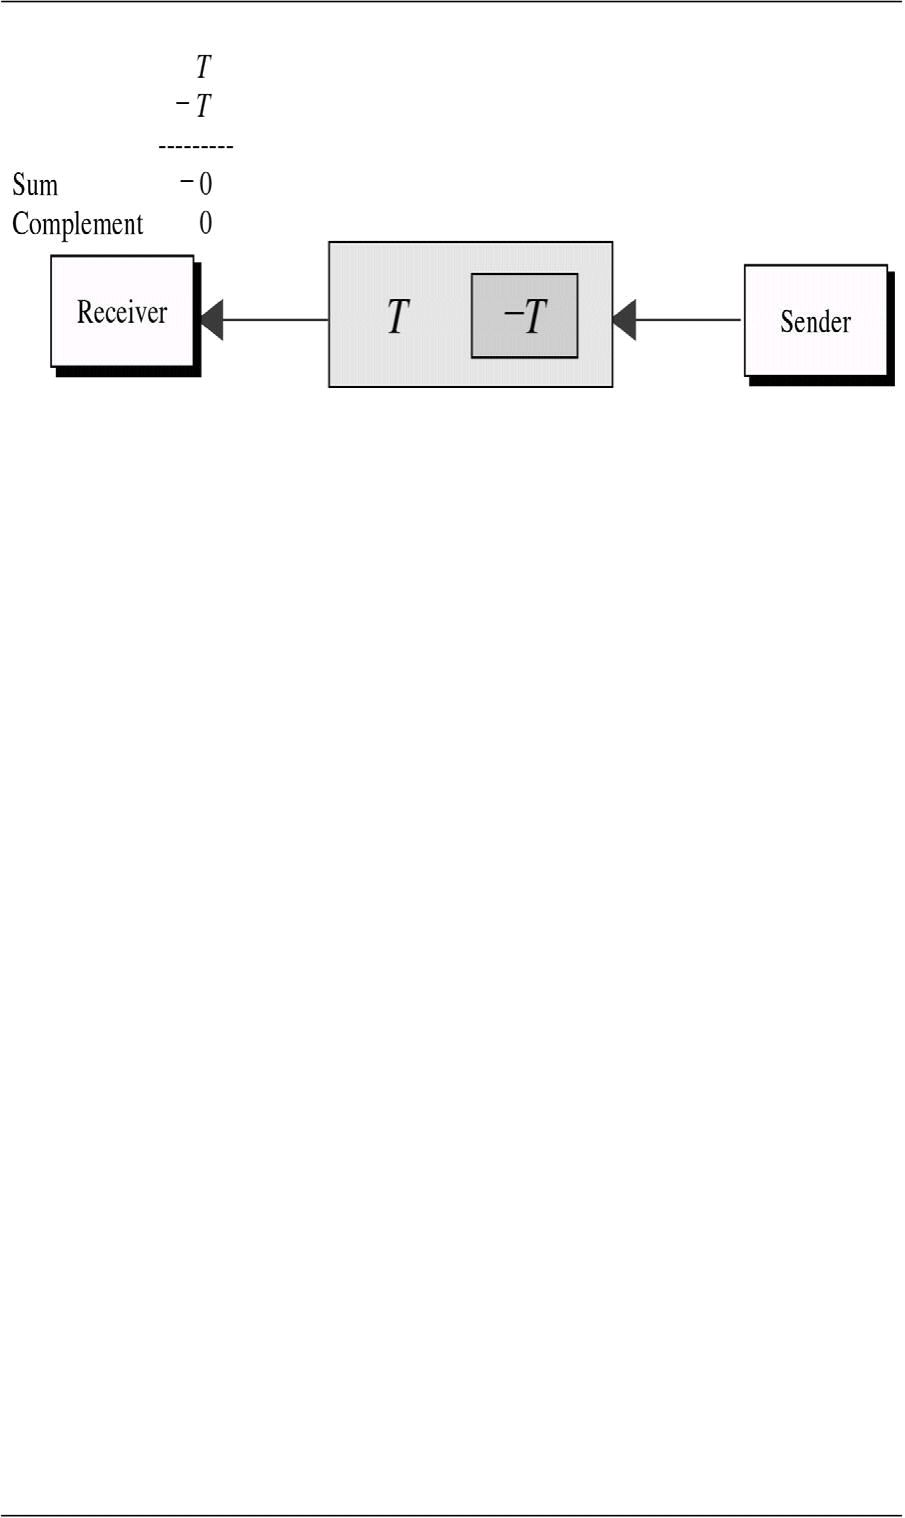 T
− T
---------
Sum − 0
Complement 0
Receiver T −T Sender